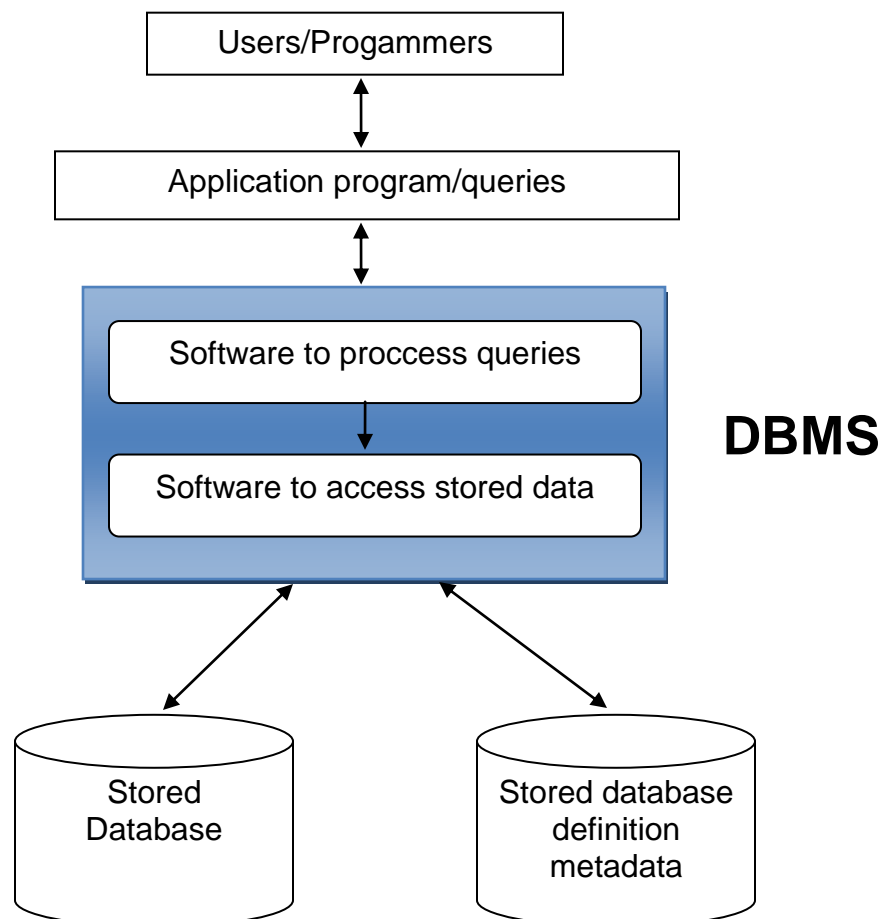 Users/Progammers
Application program/queries
Software to proccess queries
DBMS
Software to access stored data
Stored
Database
Stored database
definition
metadata